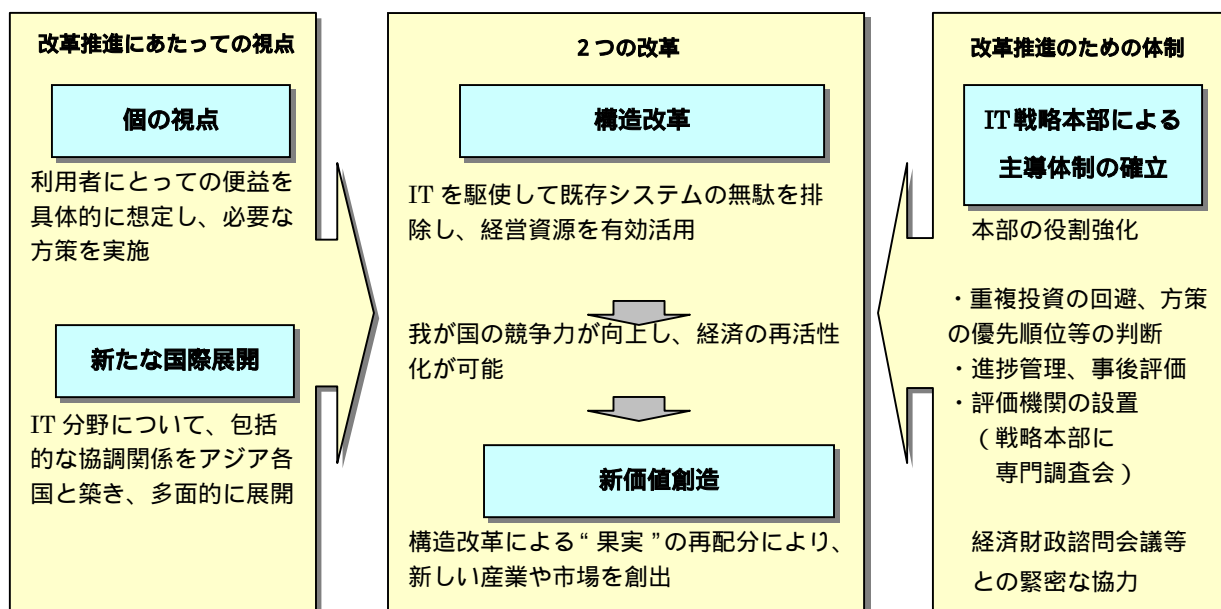 改革推進にあたっての視点
個の視点
利用者にとっての便益を
具体的に想定し、必要な
方策を実施
新たな国際展開
IT 分野について、包括
的な協調関係をアジア各
国と築き、多面的に展開
2 つの改革
構造改革
IT を駆使して既存システムの無駄を排
除し、経営資源を有効活用
我が国の競争力が向上し、経済の再活性
化が可能
新価値創造
構造改革による“ 果実 ”の再配分により、
新しい産業や市場を創出
改革推進のための体制
IT 戦略本部による
主導体制の確立
本部の役割強化
・重複投資の回避、方策
の優先順位等の判断
・進捗管理、事後評価
・評価機関の設置
（ 戦略本部に
専門調査会 ）
経済財政諮問会議等
との緊密な協力